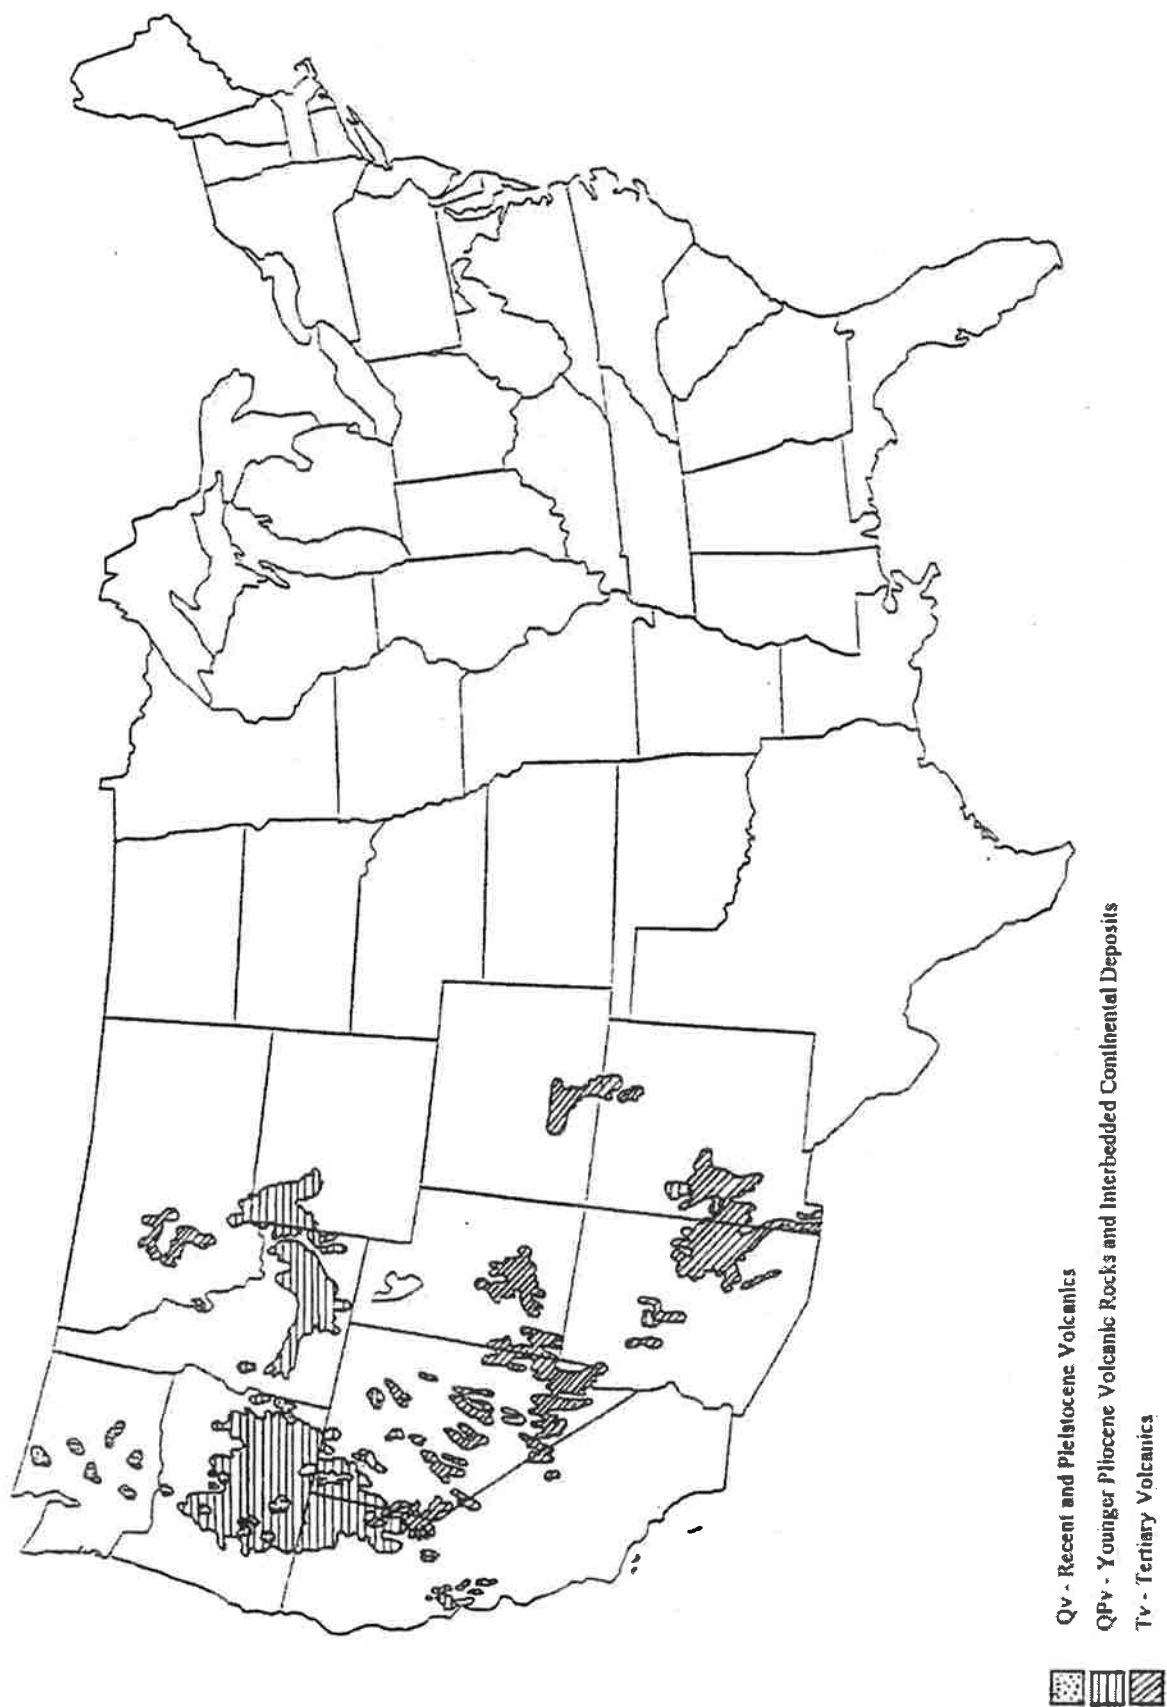 Qv - Recent and Pleistocene Volcanics
QPv - Younger Pliocene Volcanic Rocks and Interbedded Continental Deposits
Tv - Tertiary Volcanics